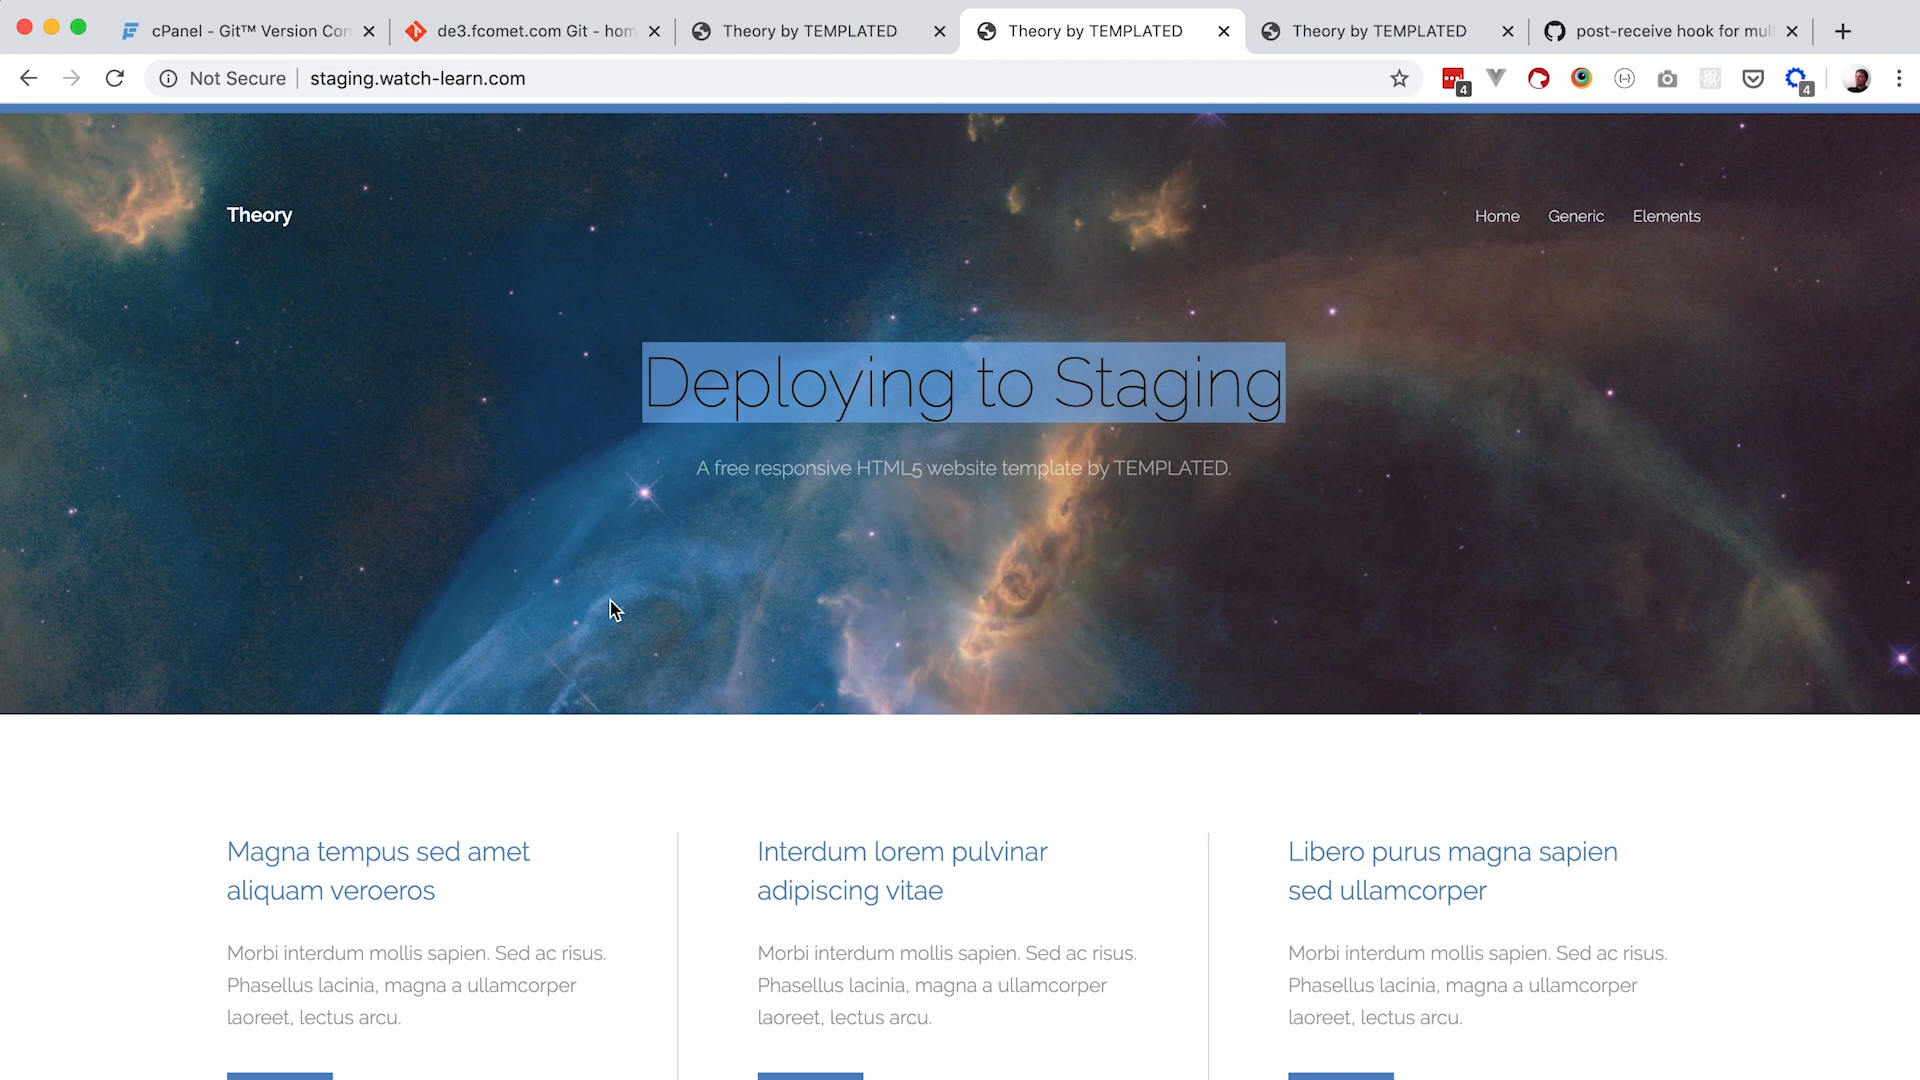 cPanel - Git™ Version Con
de3.fcomet.com Git - hom
Theory by TEMPLATED
Theory by TEMPLATED
Theory by TEMPLATED
post-receive hook for mul
Not Secure
staging.watch-learn.com
4
4
Theory
Home
Generic
Elements
Deploying to Staging
A free responsive HTML5 website template by TEMPLATED.
Magna tempus sed amet
aliquam veroeros
Morbi interdum mollis sapien. Sed ac risus.
Phasellus lacinia, magna a ullamcorper
laoreet, lectus arcu.
Interdum lorem pulvinar
adipiscing vitae
Morbi interdum mollis sapien. Sed ac risus.
Phasellus lacinia, magna a ullamcorper
laoreet, lectus arcu.
Libero purus magna sapien
sed ullamcorper
Morbi interdum mollis sapien. Sed ac risus.
Phasellus lacinia, magna a ullamcorper
laoreet, lectus arcu.